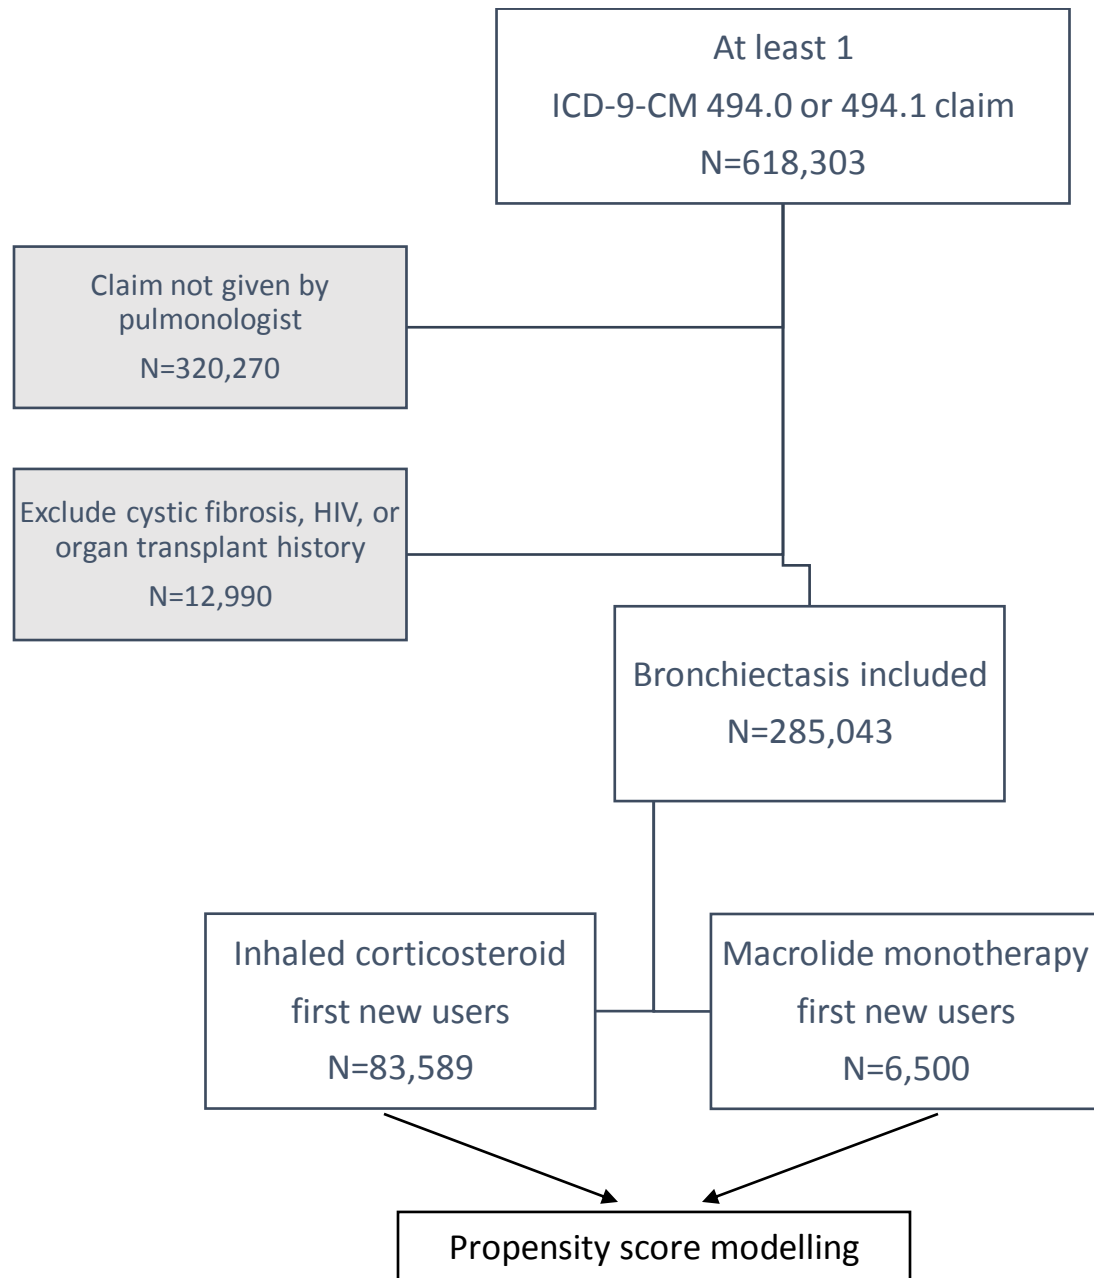 At least 1
ICD-9-CM 494.0 or 494.1 claim
N=618,303
Claim not given by
pulmonologist
N=320,270
Exclude cystic fibrosis, HIV, or
organ transplant history
N=12,990
Bronchiectasis included
N=285,043
Inhaled corticosteroid
first new users
N=83,589
Macrolide monotherapy
first new users
N=6,500
Propensity score modelling